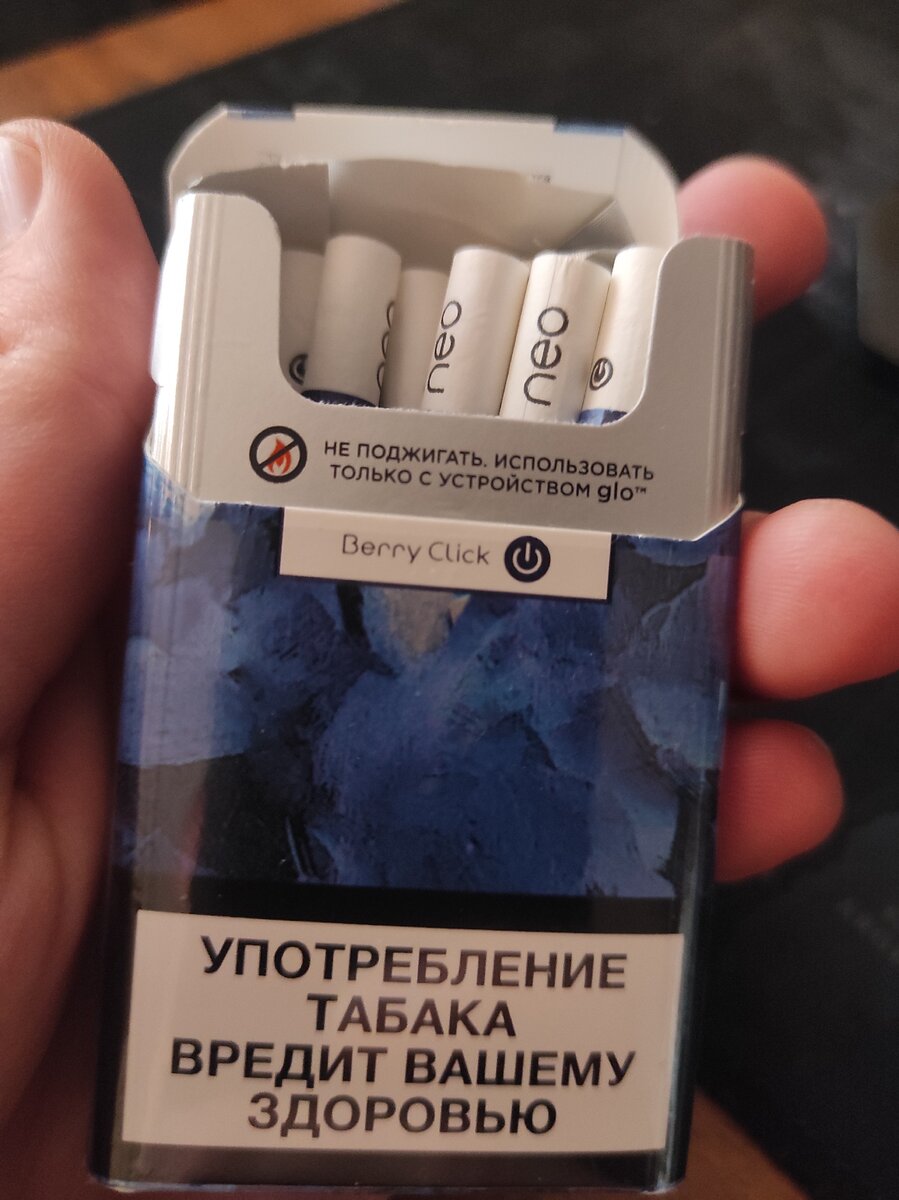 neo
neo
НЕ ПОДЖИГАТЬ. ИСПОЛЬЗОВАТЬ
ТОЛЬКО С УСТРОЙСТВОМ glo™
Berry Click
УПОТРЕБЛЕНИЕ
ТАБАКА
ВРЕДИТ ВАШЕМУ
ЗДОРОВЬЮ